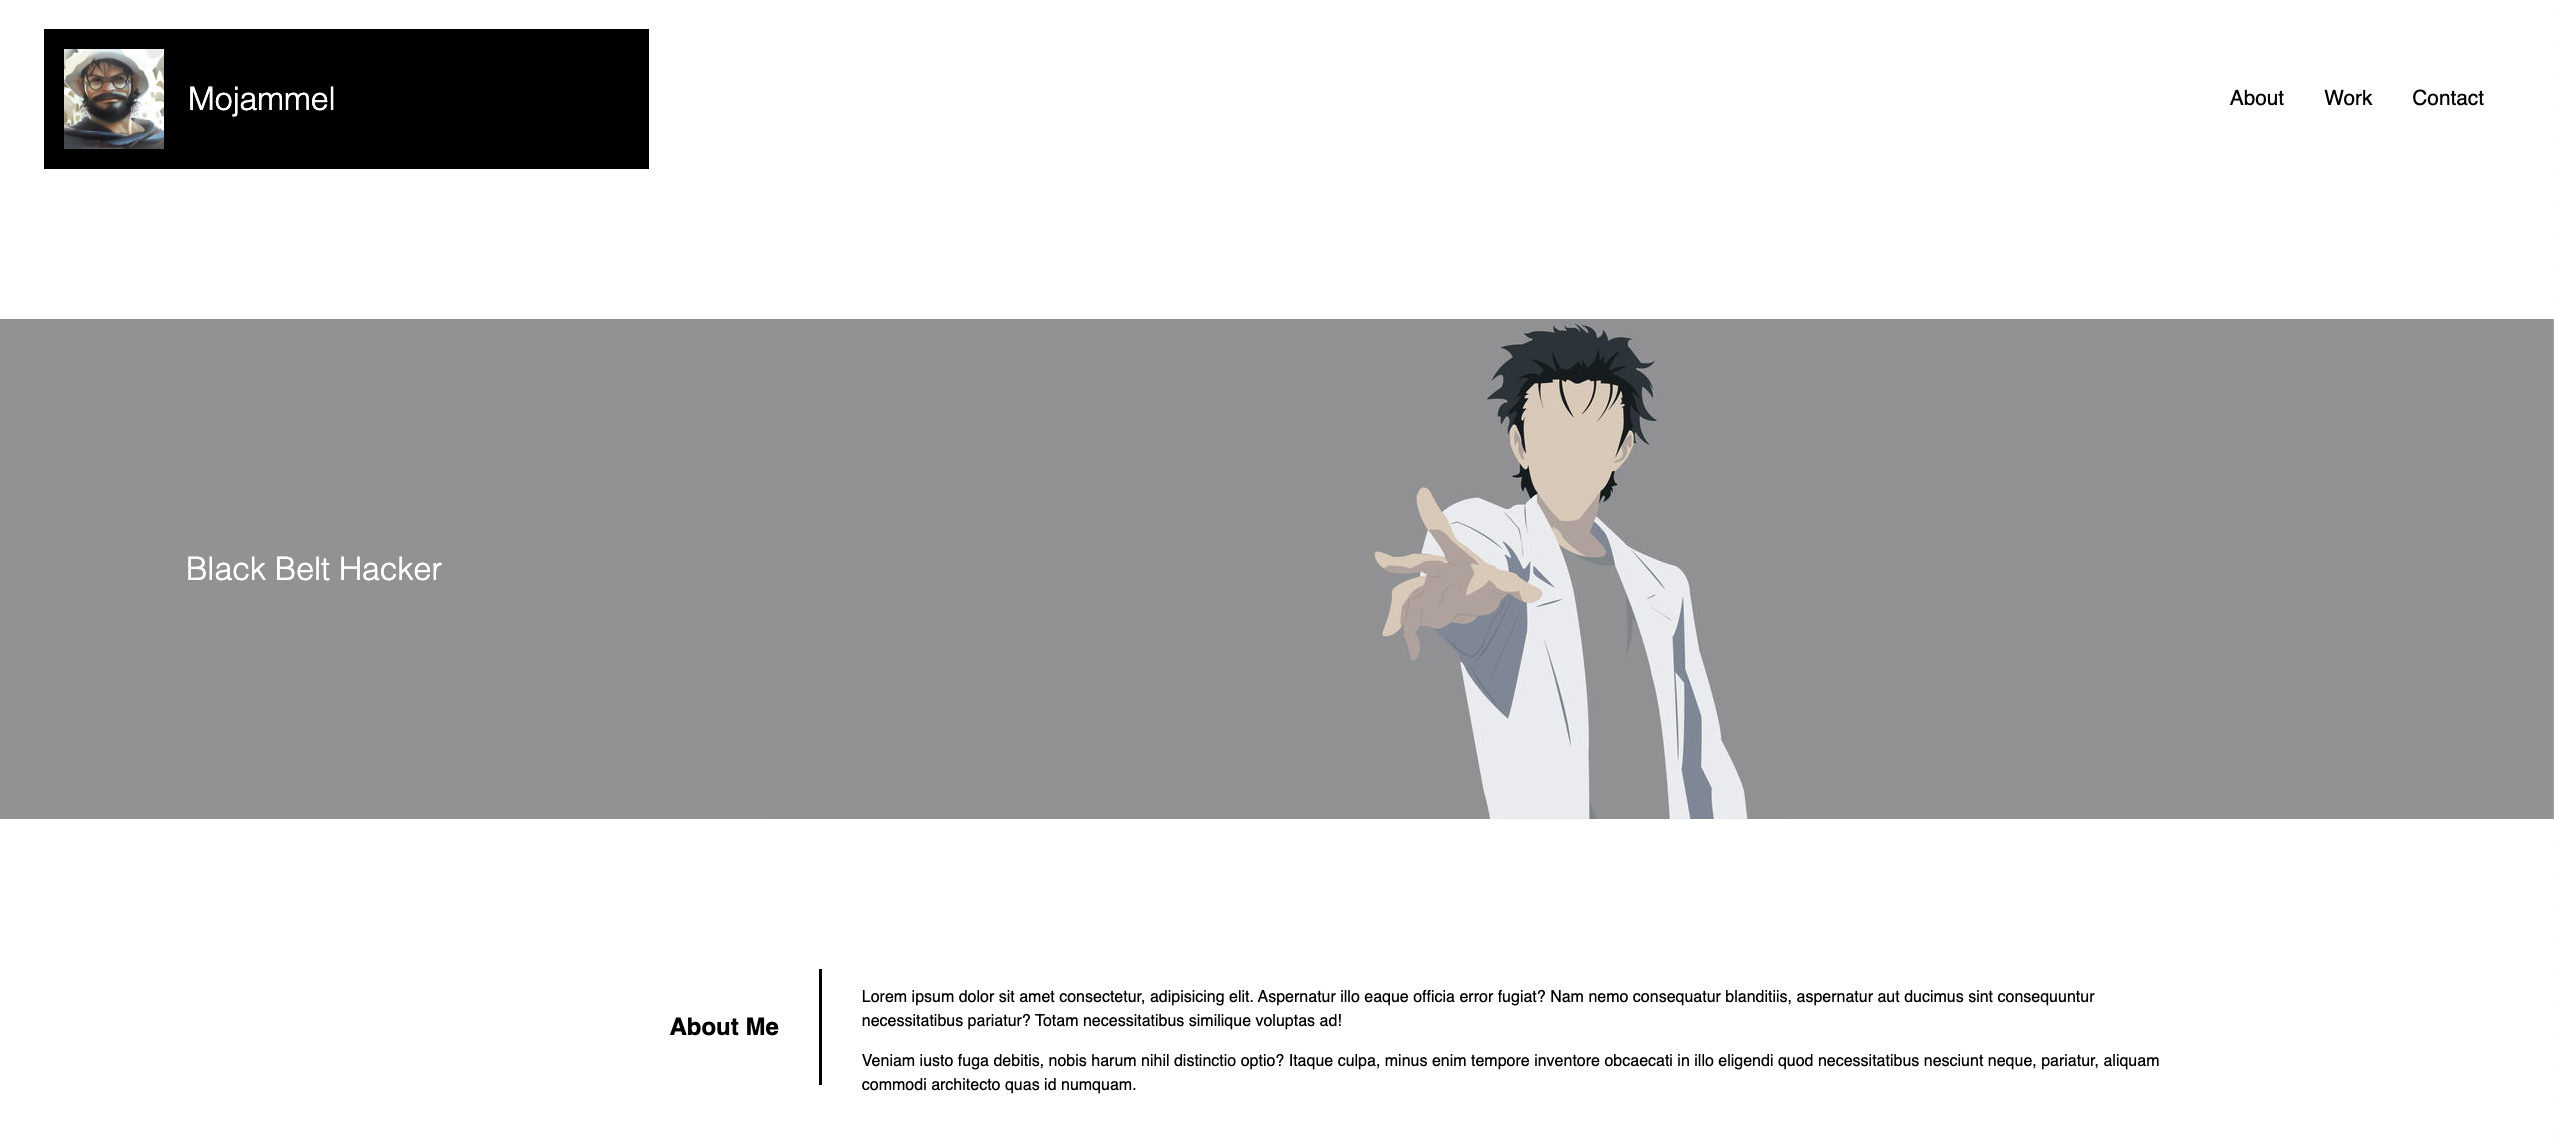 Mojammel
About Work Contact
Black Belt Hacker
About Me
Lorem ipsum dolor sit amet consectetur, adipisicing elit. Aspernatur illo eaque officia error fugiat? Nam nemo consequatur blanditiis, aspernatur aut ducimus sint consequuntur
necessitatibus pariatur? Totam necessitatibus similique voluptas ad!
Veniam iusto fuga debitis, nobis harum nihil distinctio optio? Itaque culpa, minus enim tempore inventore obcaecati in illo eligendi quod necessitatibus nesciunt neque, pariatur, aliquam
commodi architecto quas id numquam.